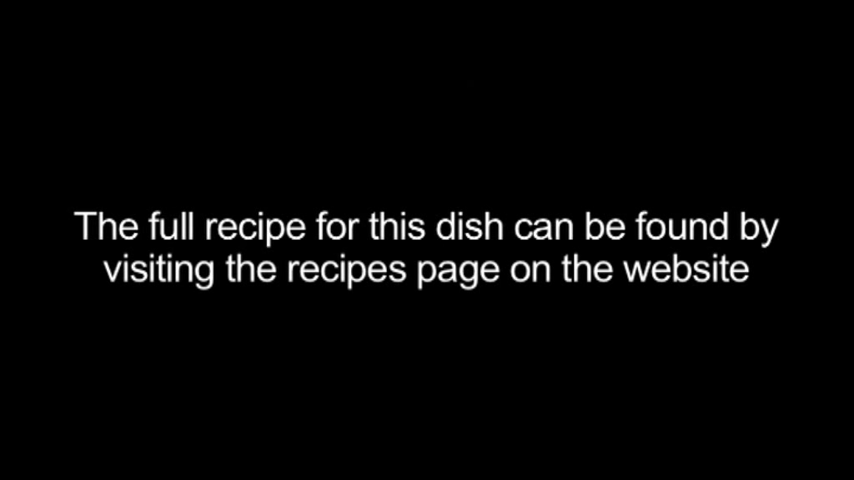 The full recipe for this dish can be found by
visiting the recipes page on the website